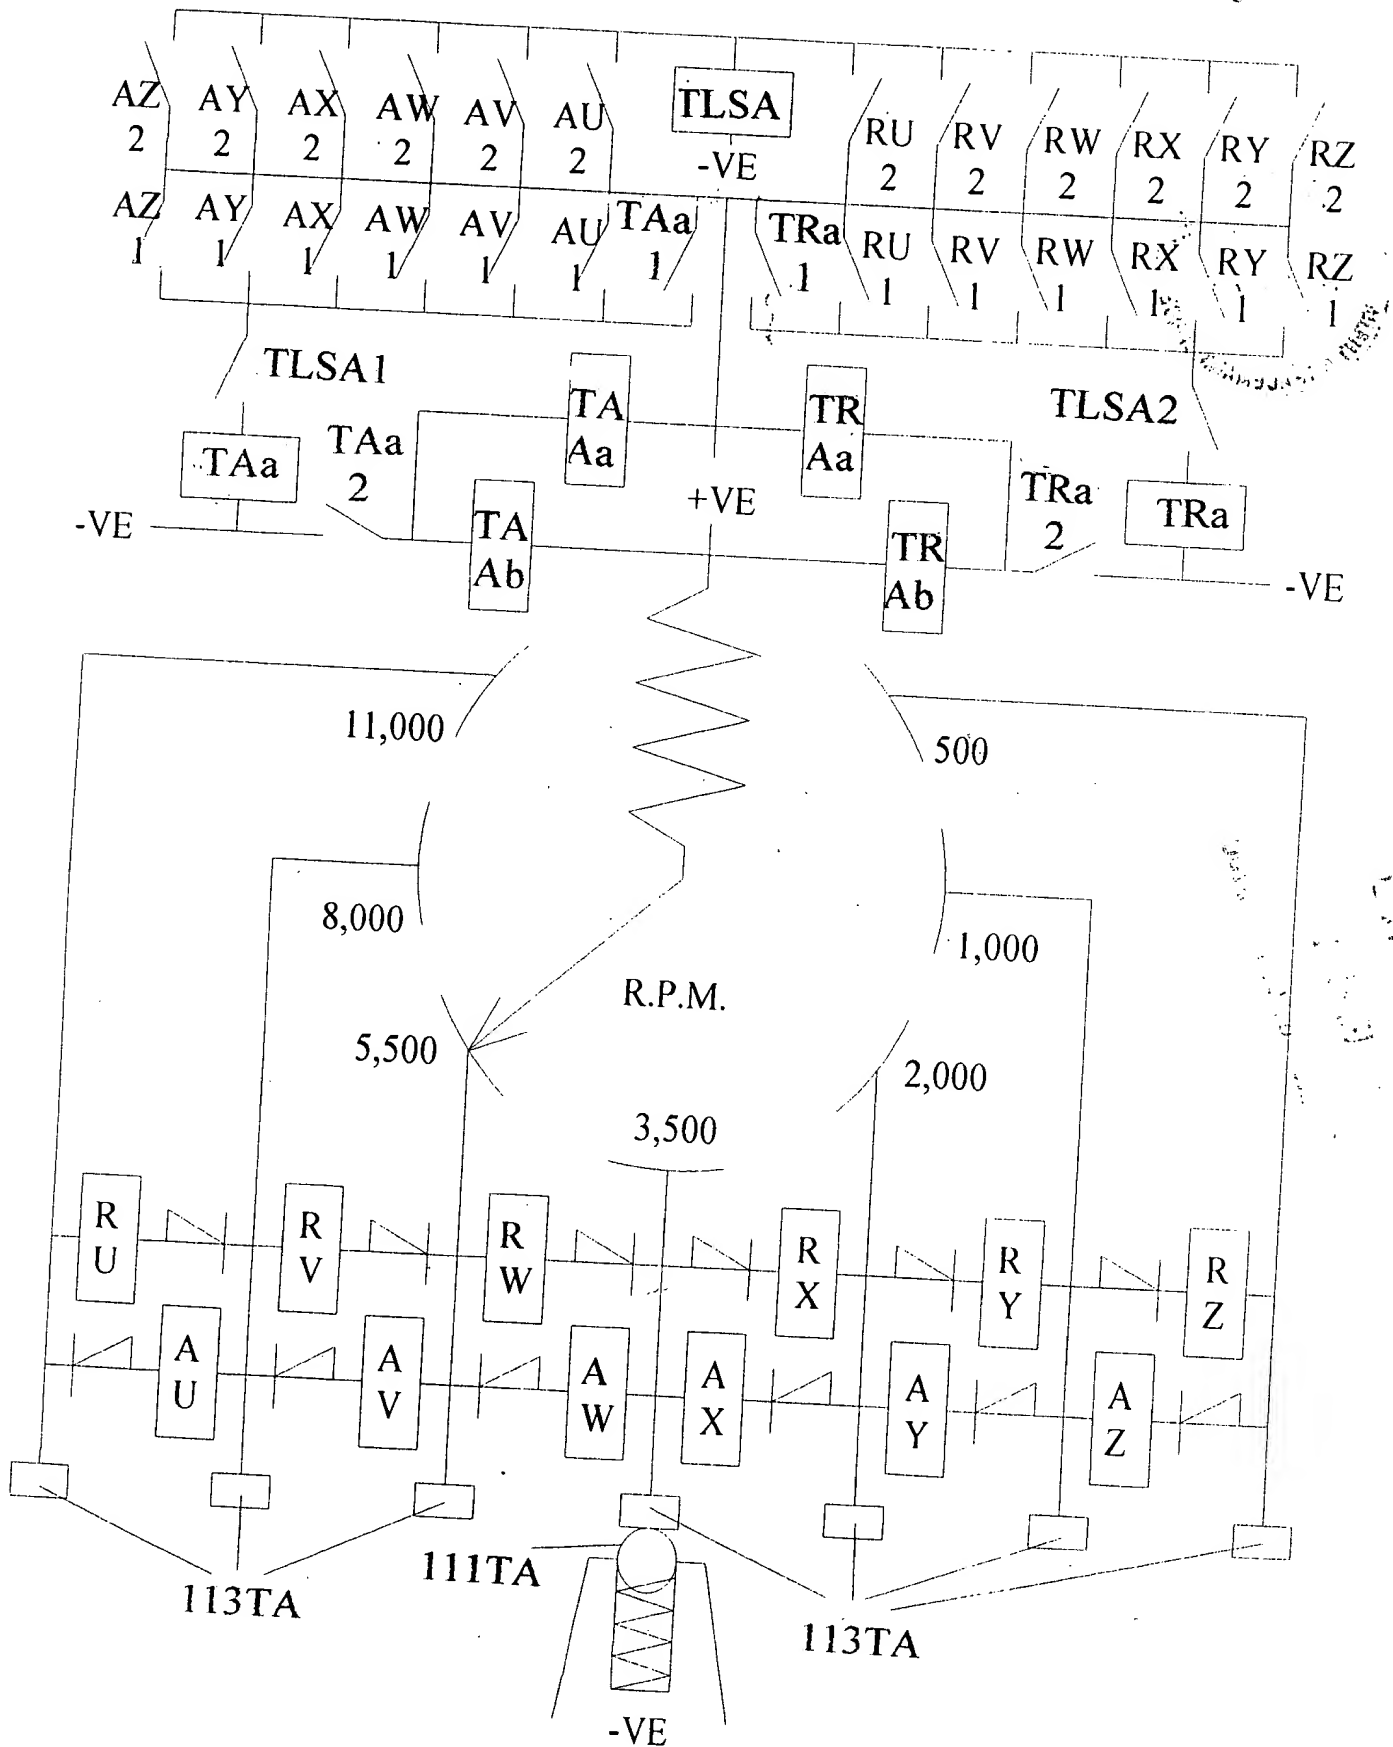 AZ AY AX AW AV AU TLSA RU RV RW RX RY RZ
2 2 2 2 2 2 -VE 2 2 2 2 2 2
AZ AY AX AW AV AU TAa TRa RU RV RW RX RY RZ
1 1 1 1 1 1 1 1 1 1 1 1 1 1
TLSA1 TLSA2
TA TR
Aa Aa
TAa TAa TRa TRa
2 2
-VE +VE -VE
TA TR
Ab Ab
11,000 500
8,000 1,000
R.P.M.
5,500 2,000
3,500
R R R R R R
U V W X Y Z
A A A A A A
U V W X Y Z
113TA 111TA 113TA
-VE